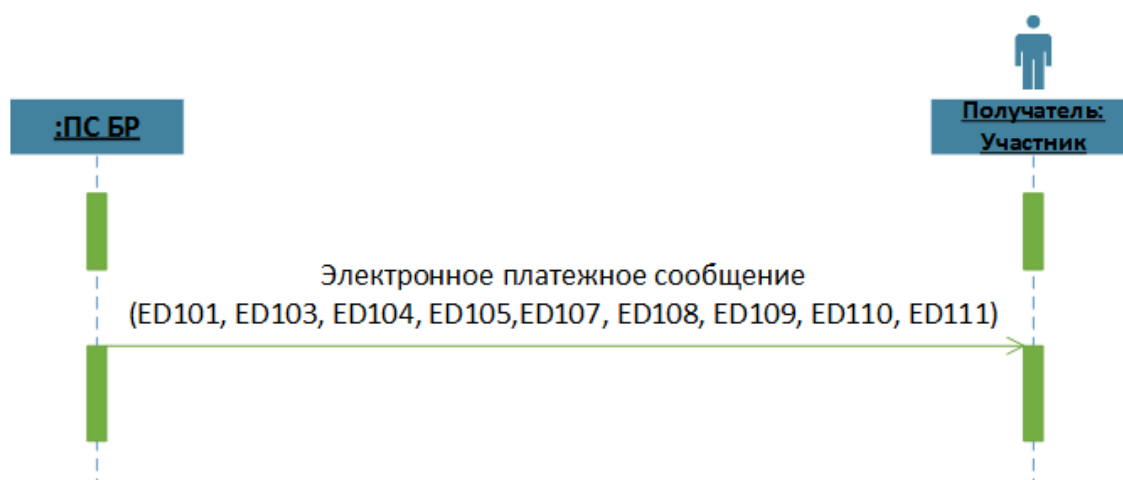 :ПС БР
Получатель:
Участник
Электронное платежное сообщение
(ED101, ED103, ED104, ED105,ED107, ED108, ED109, ED110, ED111)